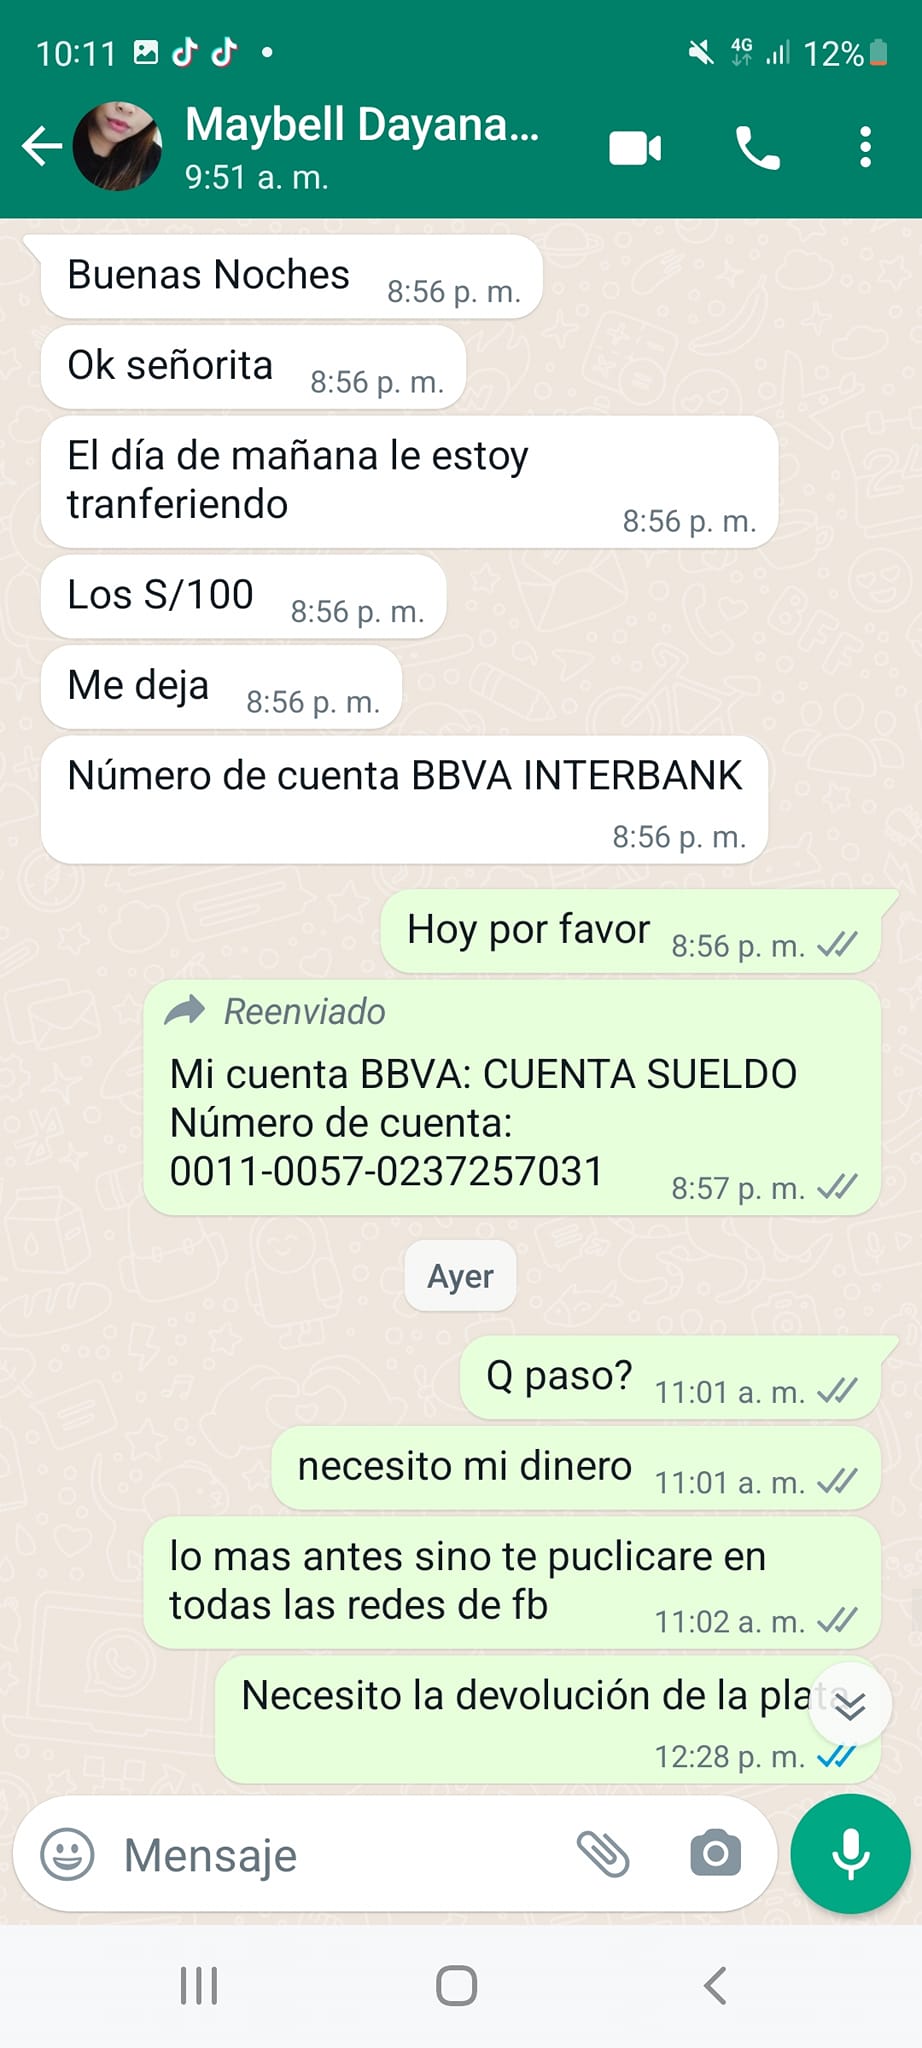 10:11
4G
12%
Maybell Dayana...
9:51 a. m.
Buenas Noches 8:56 p. m.
Ok señorita 8:56 p. m.
El día de mañana le estoy
tranferiendo 8:56 p. m.
Los S/100 8:56 p. m.
Me deja 8:56 p. m.
Número de cuenta BBVA INTERBANK
8:56 p. m.
Hoy por favor 8:56 p. m.
Reenviado
Mi cuenta BBVA: CUENTA SUELDO
Número de cuenta:
0011-0057-0237257031 8:57 p. m.
Ayer
Q paso? 11:01 a. m.
necesito mi dinero 11:01 a. m.
lo mas antes sino te puclicare en
todas las redes de fb 11:02 a. m.
Necesito la devolución de la plata
12:28 p. m.
Mensaje